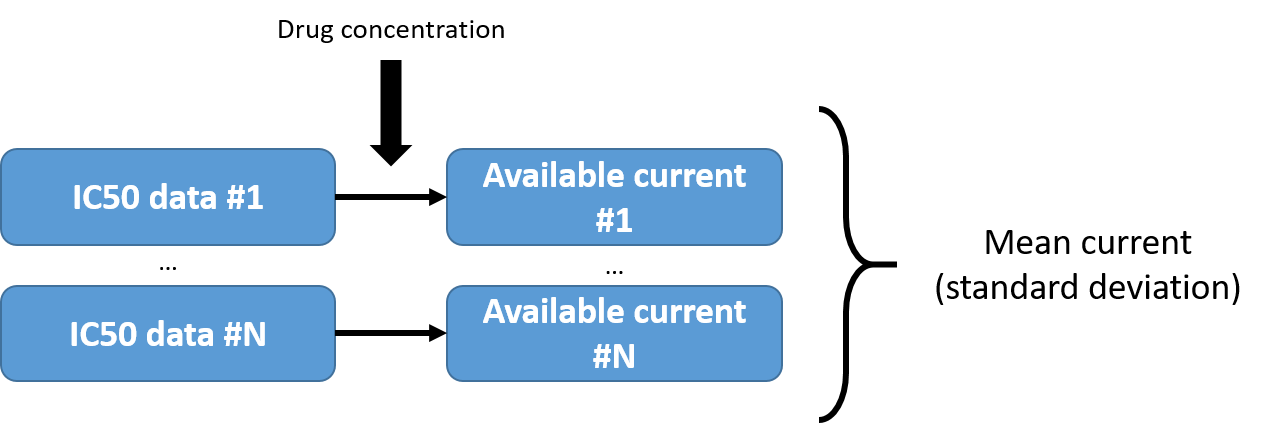 Drug concentration
IC50 data #1
Available current
#1
...
...
IC50 data #N
Available current
#N
Mean current
(standard deviation)